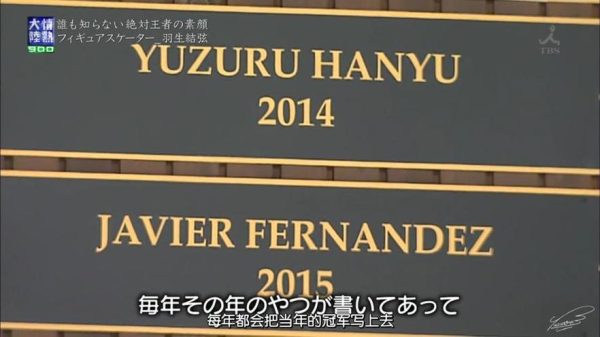 情熱大陸
900
誰も知らない絶対王者の素顔
フィギュアスケーター_羽生結弦
TBS
YUZURU HANYU
2014
JAVIER FERNANDEZ
2015
毎年その年のやつが書いてあって
每年都会把当年的冠军写上去